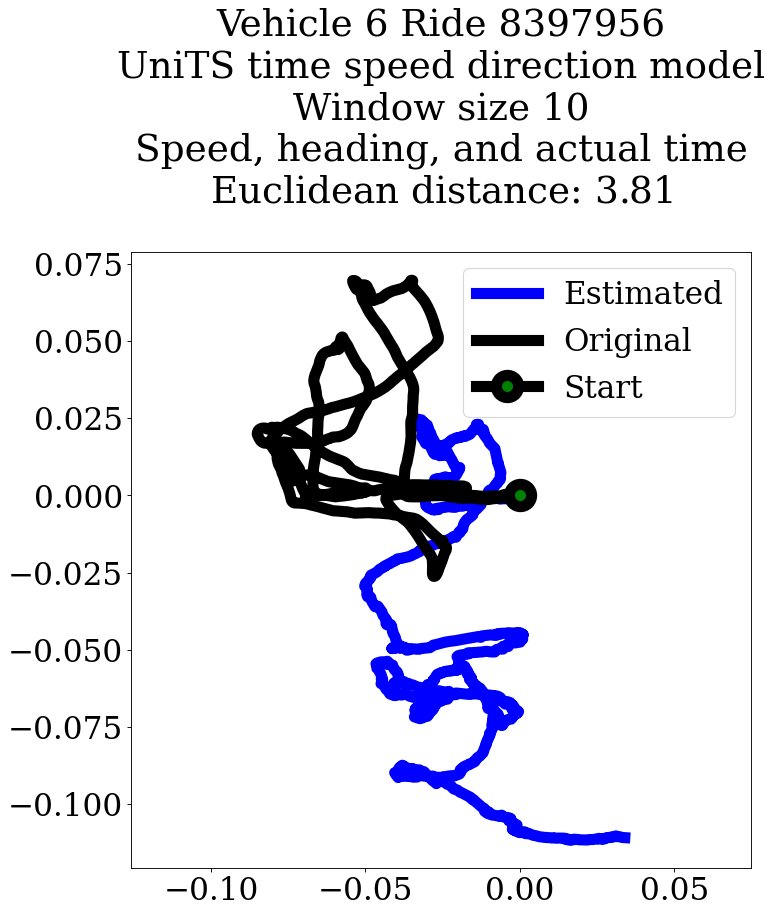 Vehicle 6 Ride 8397956
UniTS time speed direction model
Window size 10
Speed, heading, and actual time
Euclidean distance: 3.81
Estimated
Original
Start
0.075
0.050
0.025
0.000
−0.025
−0.050
−0.075
−0.100
−0.10
−0.05
0.00
0.05